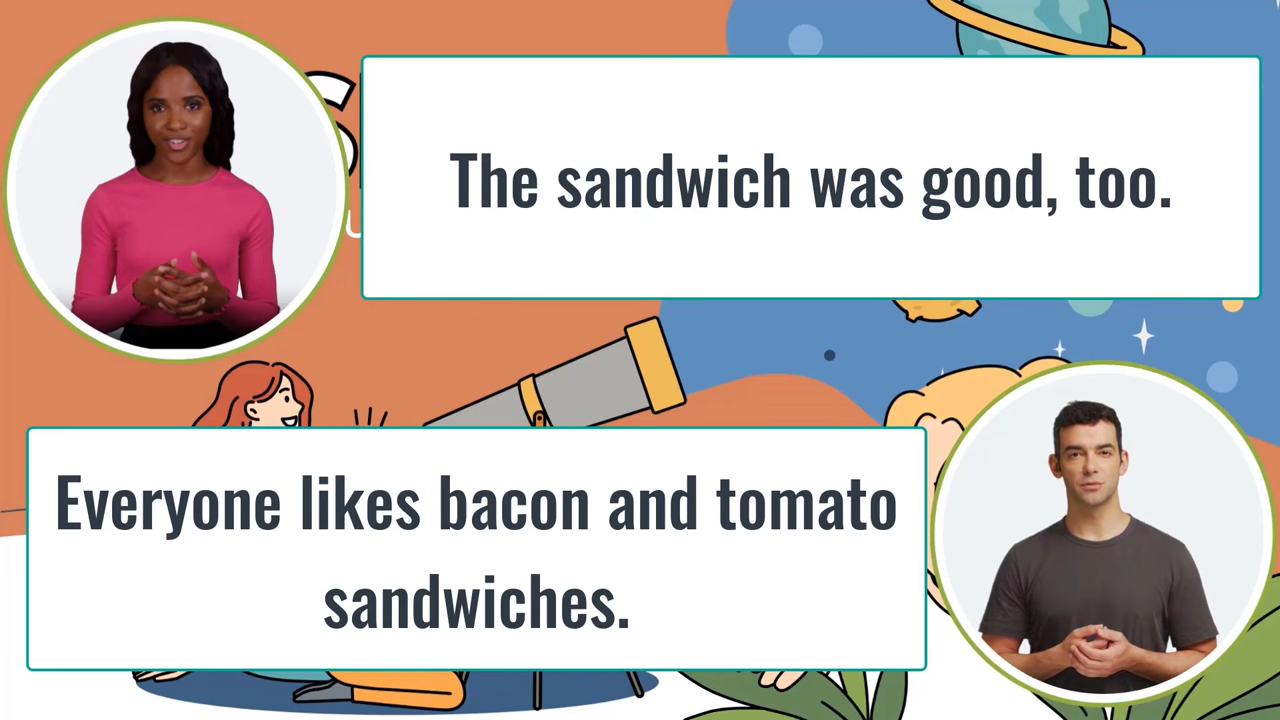 The sandwich was good, too.
Everyone likes bacon and tomato
sandwiches.